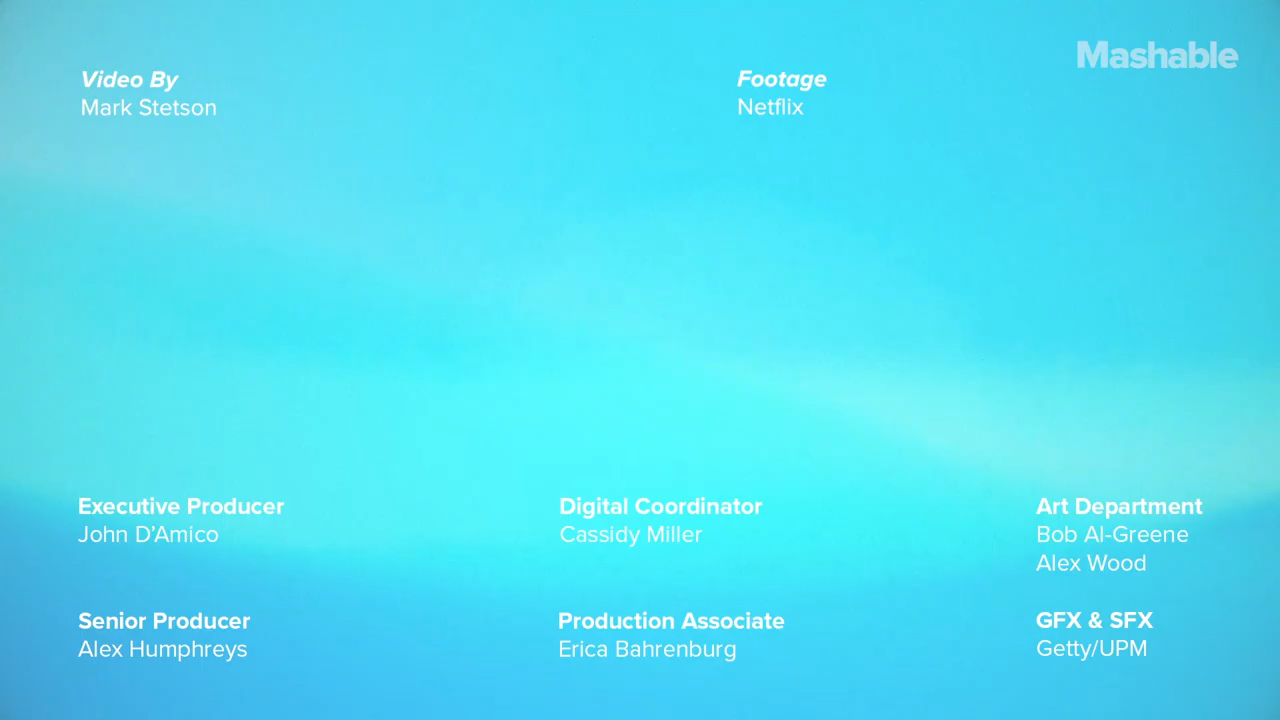 Mashable
Video By
Mark Stetson
Footage
Netflix
Executive Producer
John D’Amico
Digital Coordinator
Cassidy Miller
Art Department
Bob Al-Greene
Alex Wood
Senior Producer
Alex Humphreys
Production Associate
Erica Bahrenburg
GFX & SFX
Getty/UPM